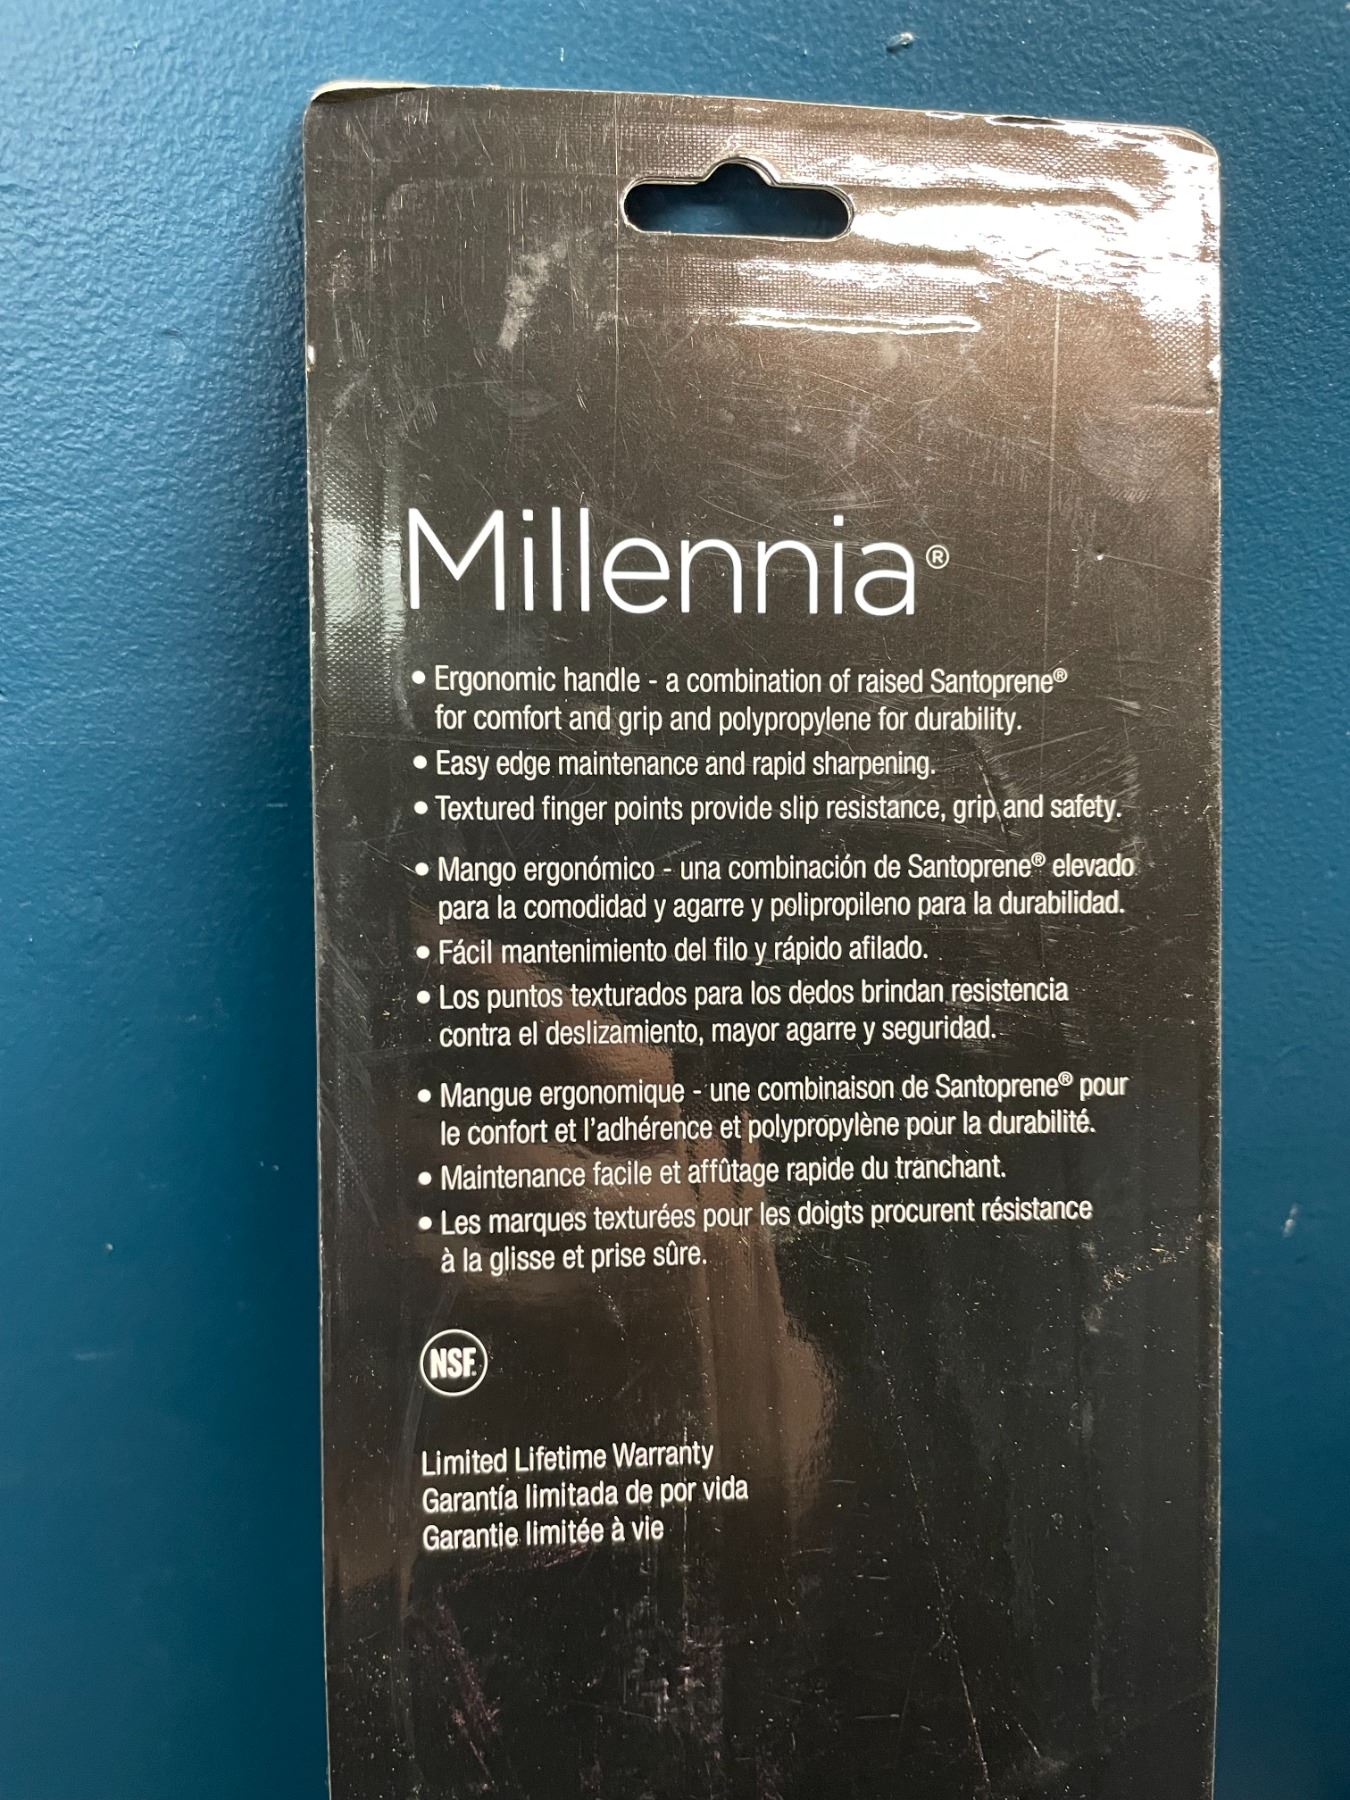 Millennia®
• Ergonomic handle - a combination of raised Santoprene®
for comfort and grip and polypropylene for durability.
• Easy edge maintenance and rapid sharpening.
• Textured finger points provide slip resistance, grip and safety.
• Mango ergonómico - una combinación de Santoprene® elevado
para la comodidad y agarre y polipropileno para la durabilidad.
• Fácil mantenimiento del filo y rápido afilado.
• Los puntos texturados para los dedos brindan resistencia
contra el deslizamiento, mayor agarre y seguridad.
• Mangue ergonomique - une combinaison de Santoprene® pour
le confort et l'adhérence et polypropylène pour la durabilité.
• Maintenance facile et affûtage rapide du tranchant.
• Les marques texturées pour les doigts procurent résistance
à la glisse et prise sûre.
NSF.
Limited Lifetime Warranty
Garantía limitada de por vida
Garantie limitée à vie